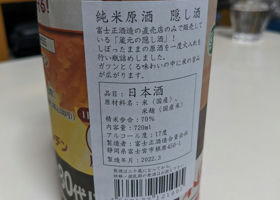 純米原酒 隠し酒
富士正酒造の直売店のみで販売して
いる「蔵元の隠し酒」！
しぼったままの原酒を一度火入れを
行い瓶詰めしました。
ガツンとくる味わいの中に米の旨み
が広がります。
品目：日本酒
原材料名：米（国産）、
米麹（国産米）
精米歩合：70%
内容量：720ml
アルコール度：17度
製造者：富士正酒造合資会社
静岡県富士宮市根原450-1
製造年月：2022.3
30代